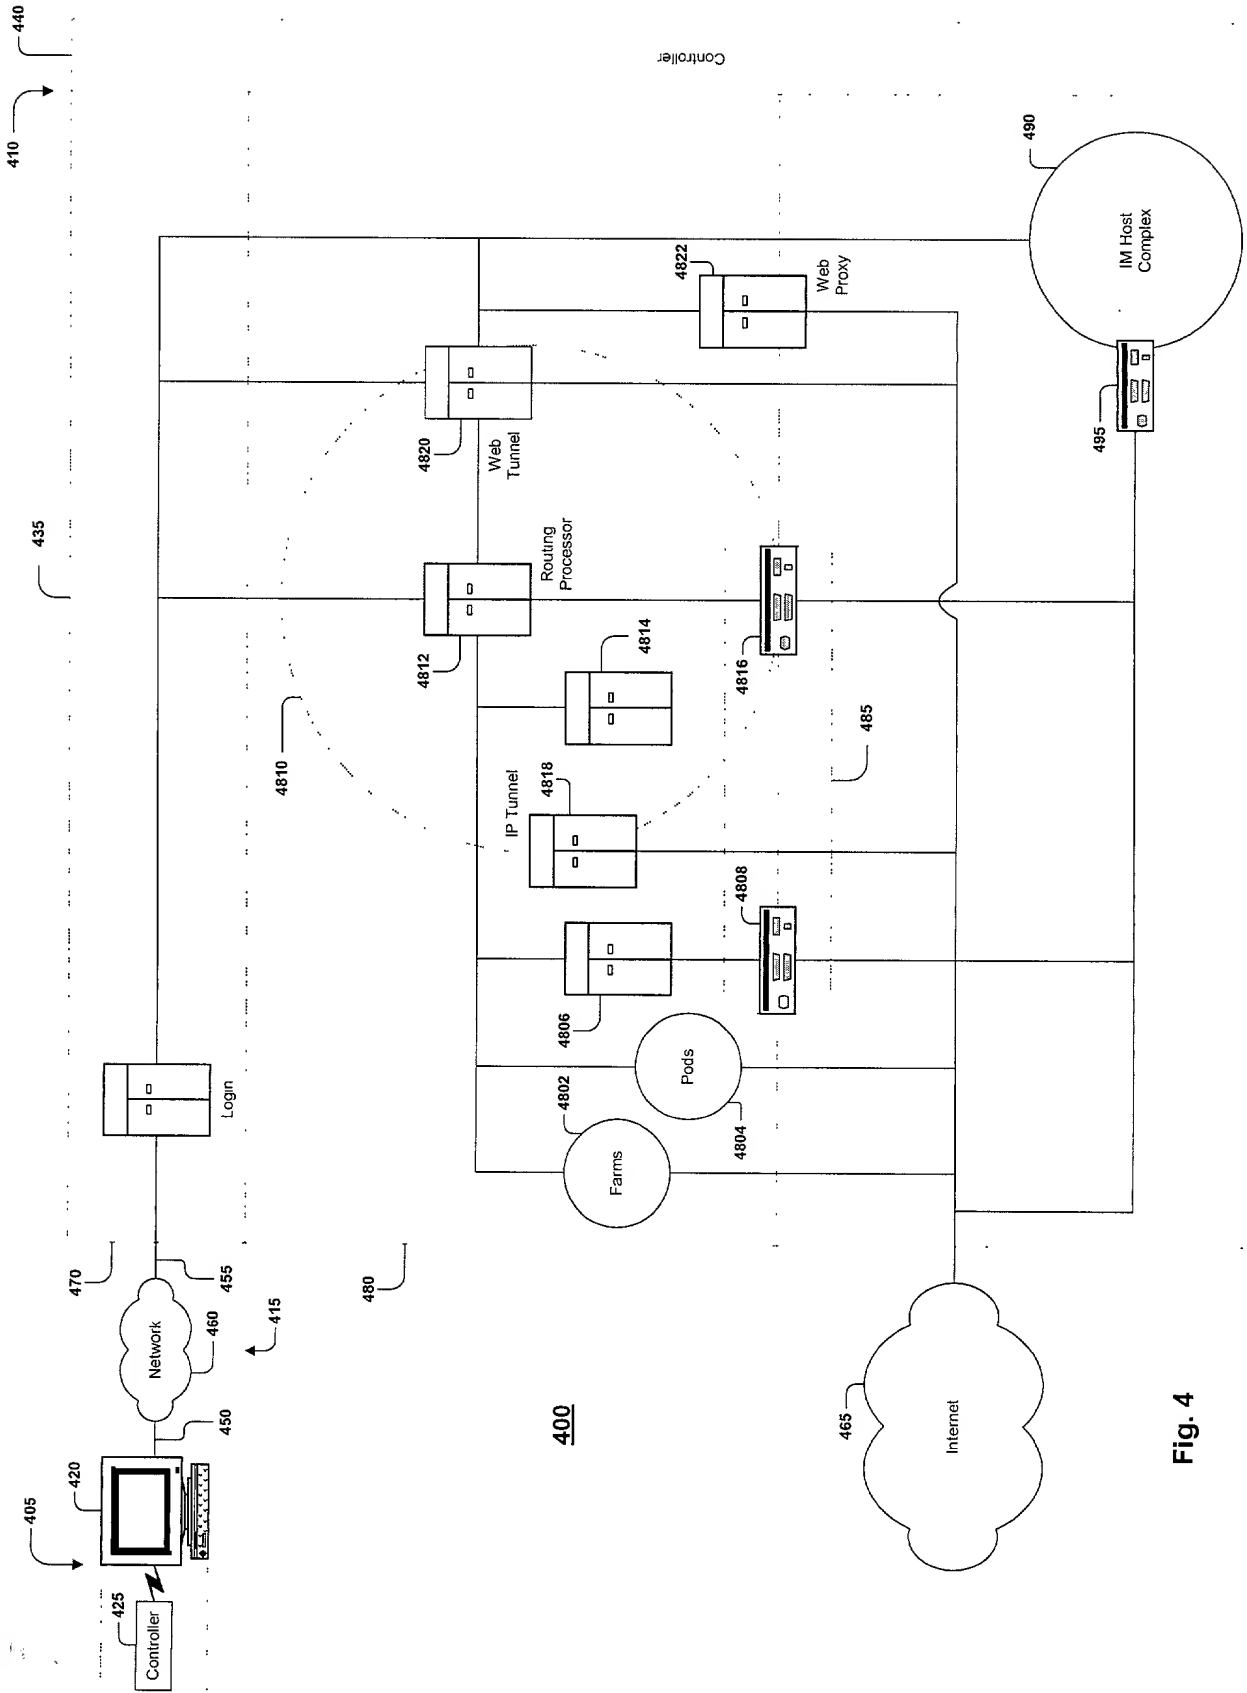 410
440
435
Controller
405
420
425
Controller
450
Network
460
415
455
470
Login
480
4810
4820
Web
Tunnel
4822
Web
Proxy
4812
Routing
Processor
4814
4816
IP Tunnel
4818
4806
4808
485
4802
Farms
Pods
4804
490
IM Host
Complex
495
465
Internet
400
Fig. 4